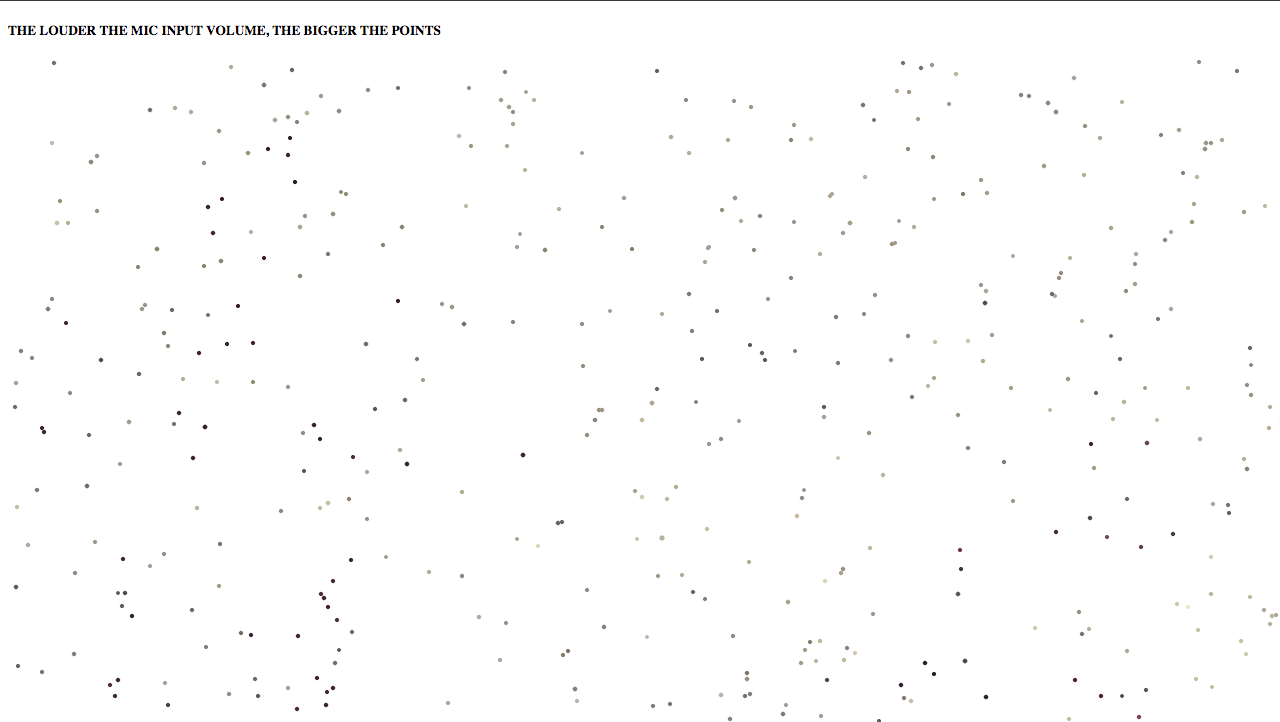 THE LOUDER THE MIC INPUT VOLUME, THE BIGGER THE POINTS